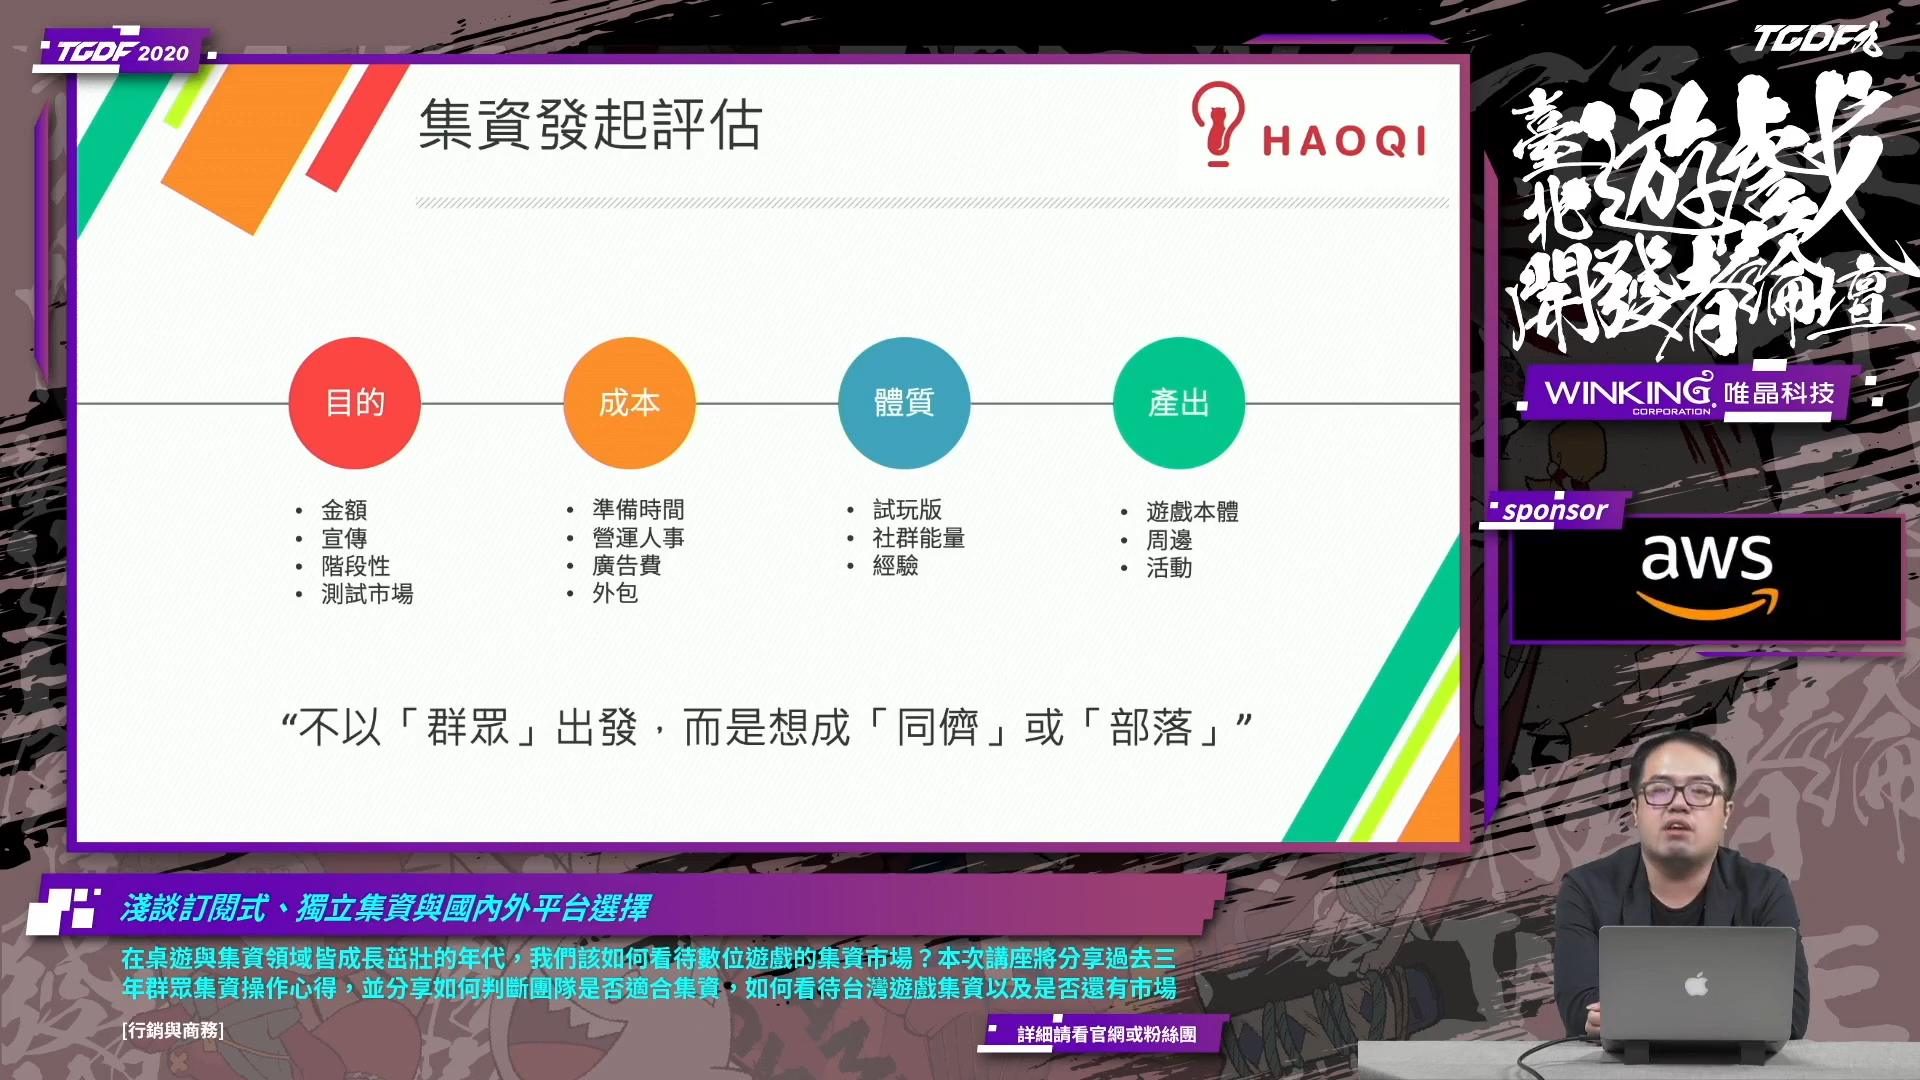 TGDF 2020
TGDF九
集資發起評估
HAOQI
臺北遊戲
開發者論壇
WINKING CORPORATION 唯晶科技
目的
成本
體質
產出
• 金額
• 宣傳
• 階段性
• 測試市場
• 準備時間
• 營運人事
• 廣告費
• 外包
• 試玩版
• 社群能量
• 經驗
• 遊戲本體
• 周邊
• 活動
“不以「群眾」出發，而是想成「同儕」或「部落」”
sponsor
aws
淺談訂閱式、獨立集資與國內外平台選擇
在桌遊與集資領域皆成長茁壯的年代，我們該如何看待數位遊戲的集資市場？本次講座將分享過去三
年群眾集資操作心得，並分享如何判斷團隊是否適合集資，如何看待台灣遊戲集資以及是否還有市場
[行銷與商務]
詳細請看官網或粉絲團